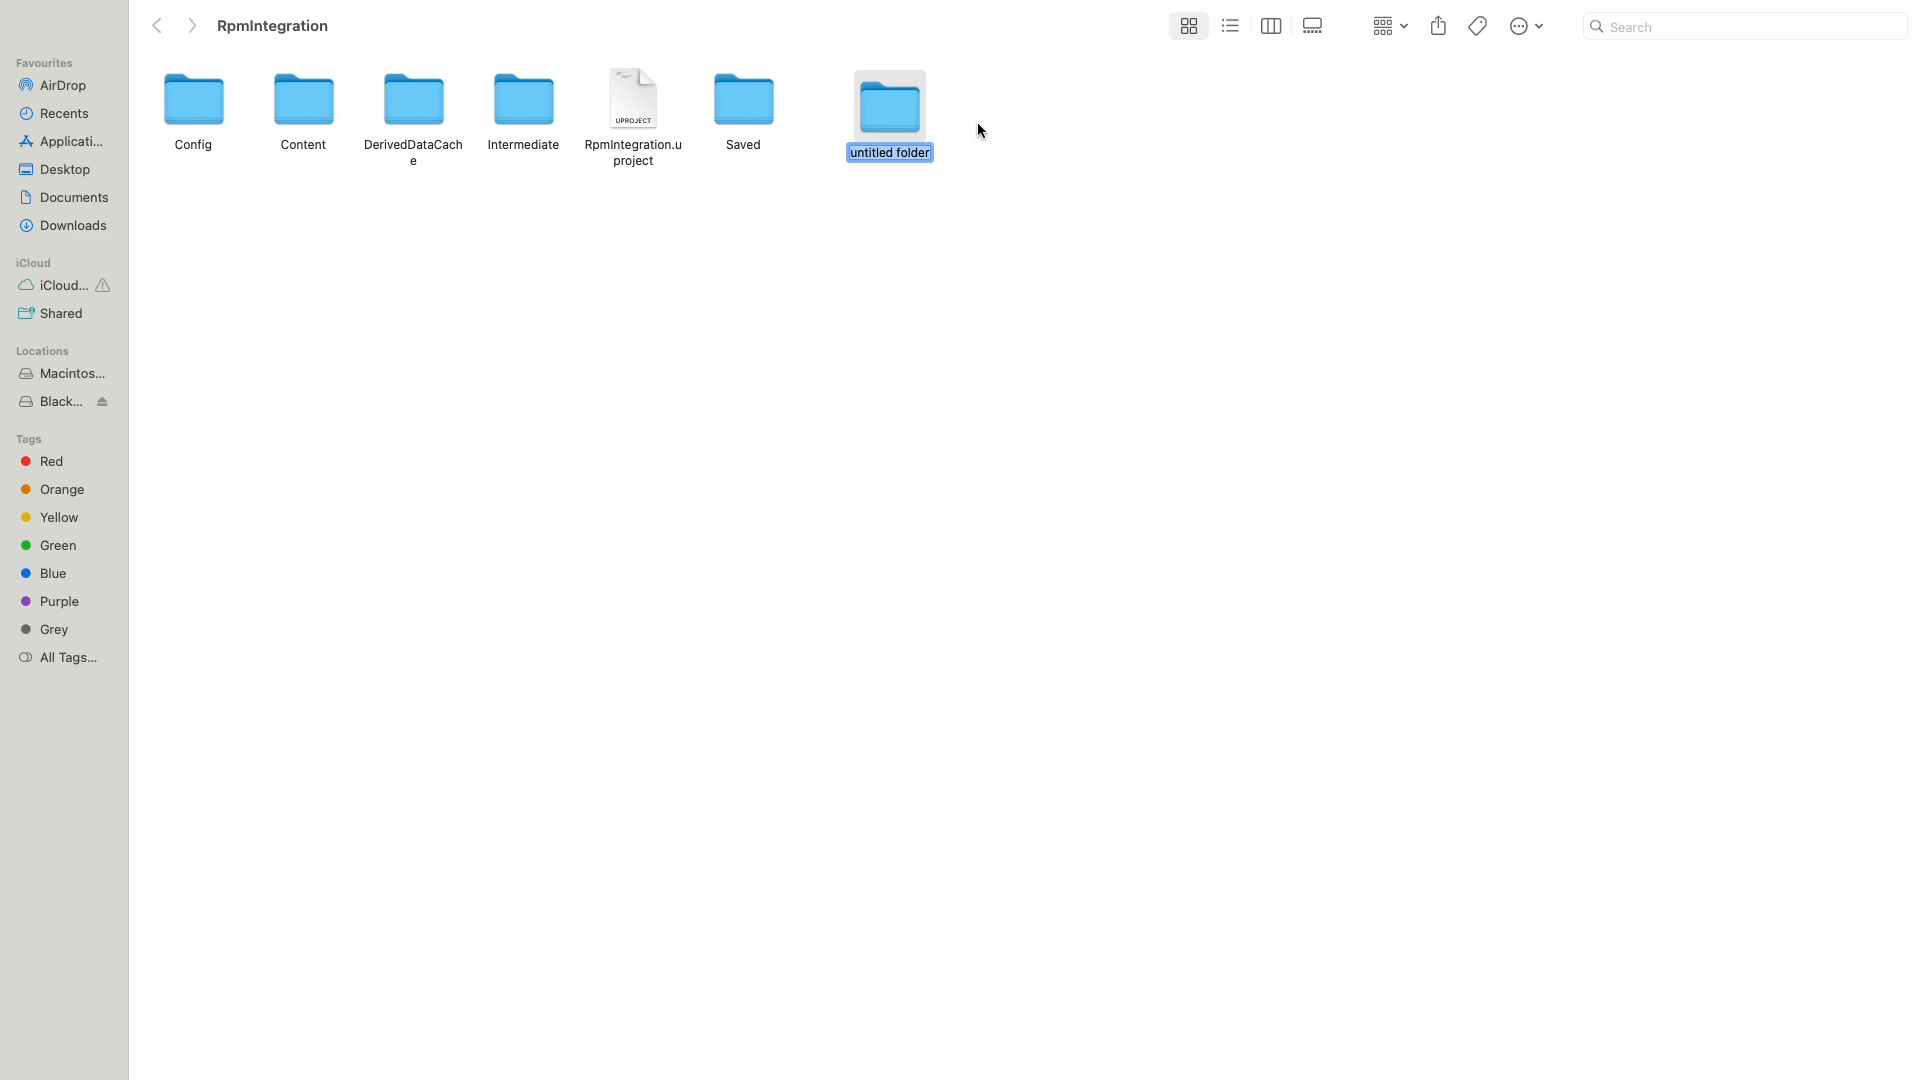 RpmIntegration
Search
Favourites
AirDrop
Recents
Applicati...
Desktop
Documents
Downloads
iCloud
iCloud...
Shared
Locations
Macintos...
Black...
Tags
Red
Orange
Yellow
Green
Blue
Purple
Grey
All Tags...
Config
Content
DerivedDataCach
e
Intermediate
UPROJECT
RpmIntegration.u
project
Saved
untitled folder